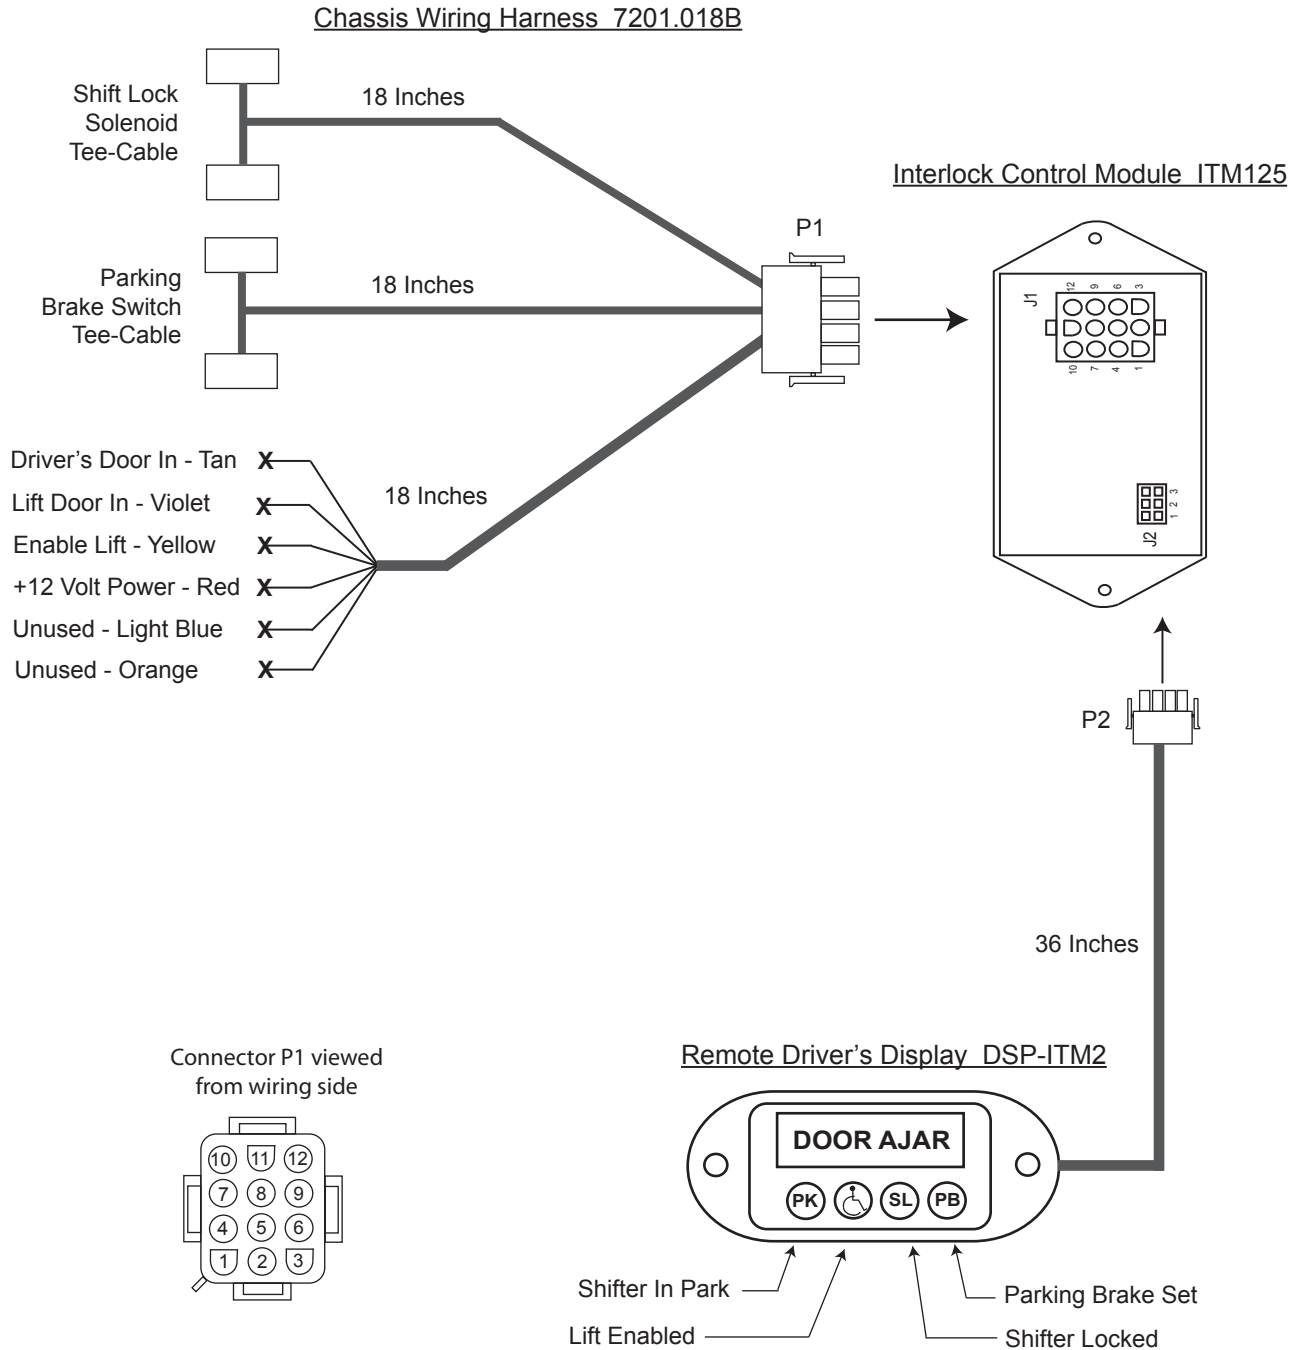 Chassis Wiring Harness 7201.018B
Shift Lock
Solenoid
Tee-Cable
18 Inches
Interlock Control Module ITM125
P1
Parking
Brake Switch
Tee-Cable
18 Inches
J1
12 9 6 3
10 7 4 1
Driver's Door In - Tan X
Lift Door In - Violet X
Enable Lift - Yellow X
+12 Volt Power - Red X
Unused - Light Blue X
Unused - Orange X
18 Inches
J2
1 2 3
P2
36 Inches
Connector P1 viewed
from wiring side
10 11 12
7 8 9
4 5 6
1 2 3
Remote Driver's Display DSP-ITM2
DOOR AJAR
PK SL PB
Shifter In Park
Lift Enabled
Parking Brake Set
Shifter Locked